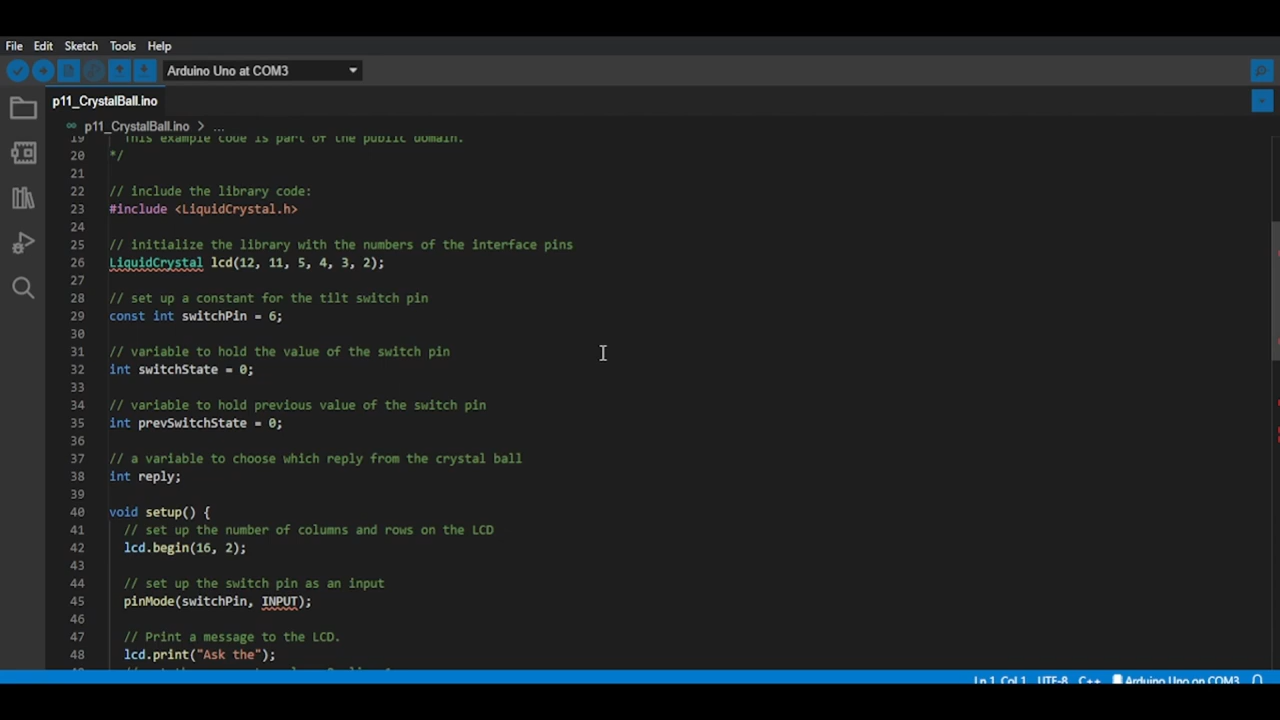 File Edit Sketch Tools Help
Arduino Uno at COM3
p11_CrystalBall.ino
p11_CrystalBall.ino > ...
19 This example code is part of the public domain.
20 */
21
22 // include the library code:
23 #include <LiquidCrystal.h>
24
25 // initialize the library with the numbers of the interface pins
26 LiquidCrystal lcd(12, 11, 5, 4, 3, 2);
27
28 // set up a constant for the tilt switch pin
29 const int switchPin = 6;
30
31 // variable to hold the value of the switch pin
32 int switchState = 0;
33
34 // variable to hold previous value of the switch pin
35 int prevSwitchState = 0;
36
37 // a variable to choose which reply from the crystal ball
38 int reply;
39
40 void setup() {
41 // set up the number of columns and rows on the LCD
42 lcd.begin(16, 2);
43
44 // set up the switch pin as an input
45 pinMode(switchPin, INPUT);
46
47 // Print a message to the LCD.
48 lcd.print("Ask the");
Ln 1, Col 1 UTF-8 C++ Arduino Uno on COM3